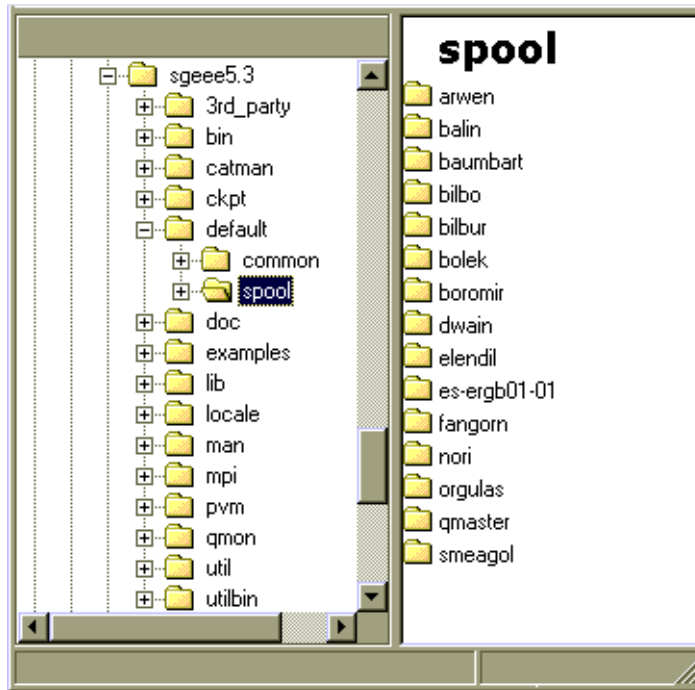 sgeee5.3
3rd_party
bin
catman
ckpt
default
common
spool
doc
examples
lib
locale
man
mpi
pvm
qmon
util
utilbin
spool
arwen
balin
baumbart
bilbo
bilbur
bolek
boromir
dwain
elendil
es-ergb01-01
fangorn
nori
orgulas
qmaster
smeagol